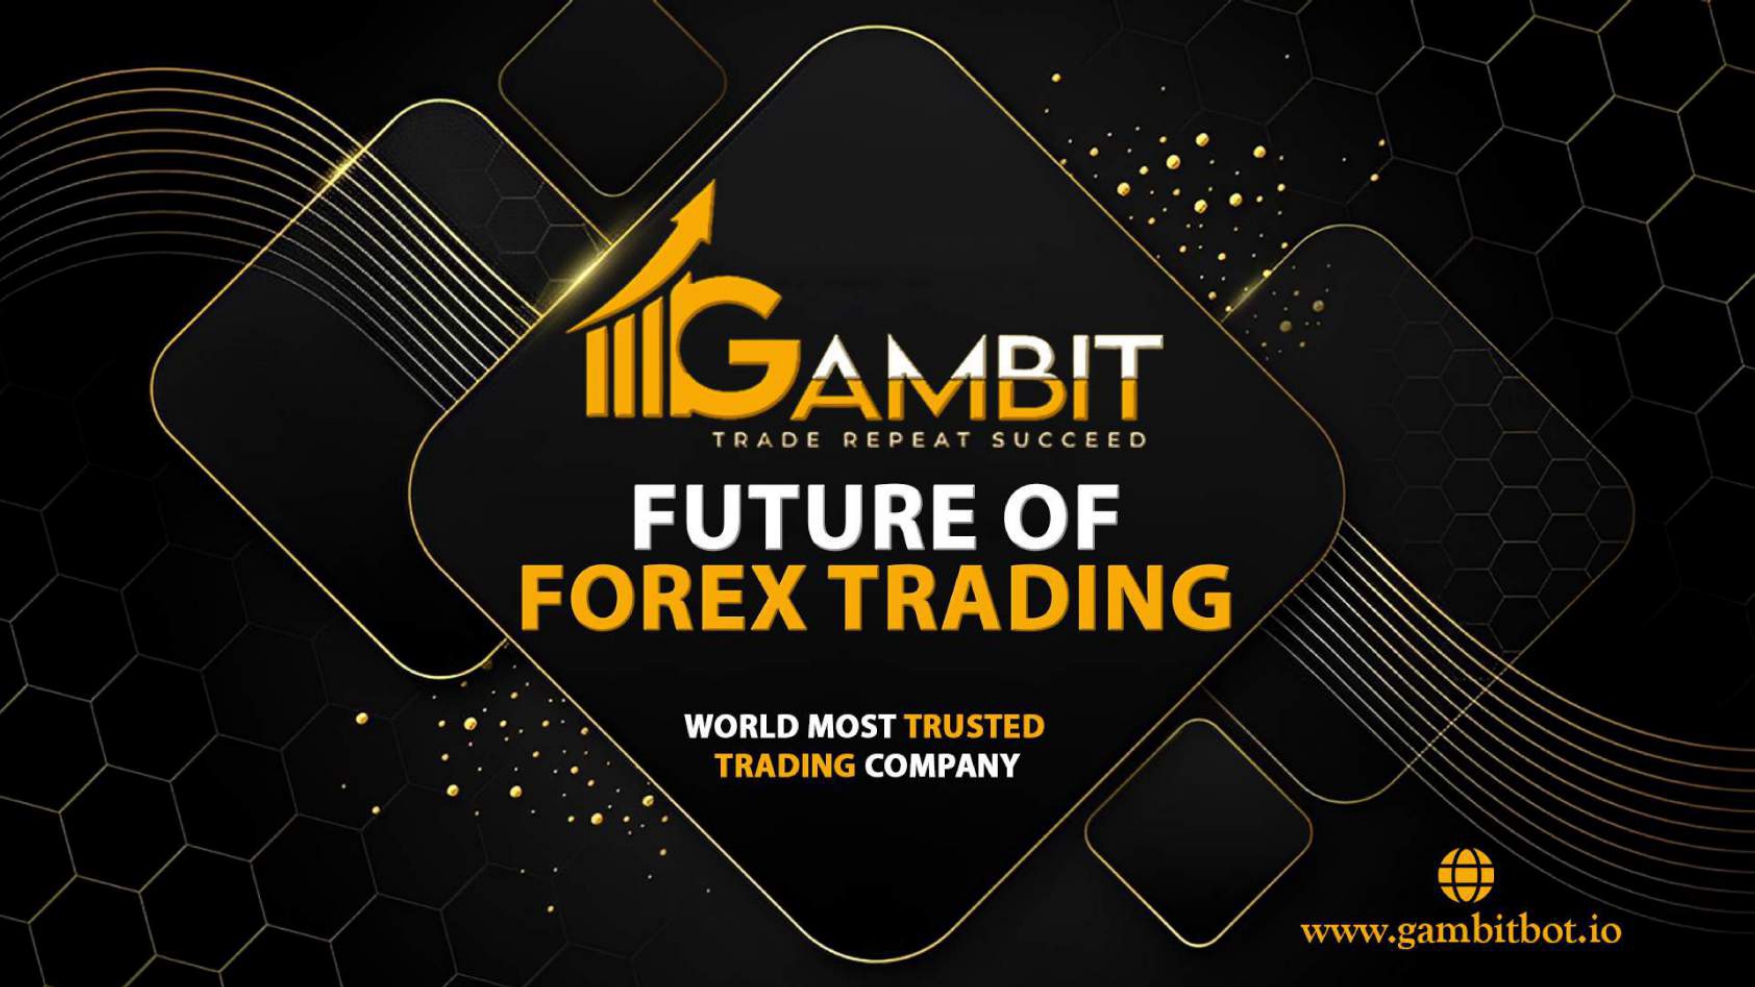 GAMBIT
TRADE REPEAT SUCCEED
FUTURE OF
FOREX TRADING
WORLD MOST TRUSTED
TRADING COMPANY
www.gambitbot.io